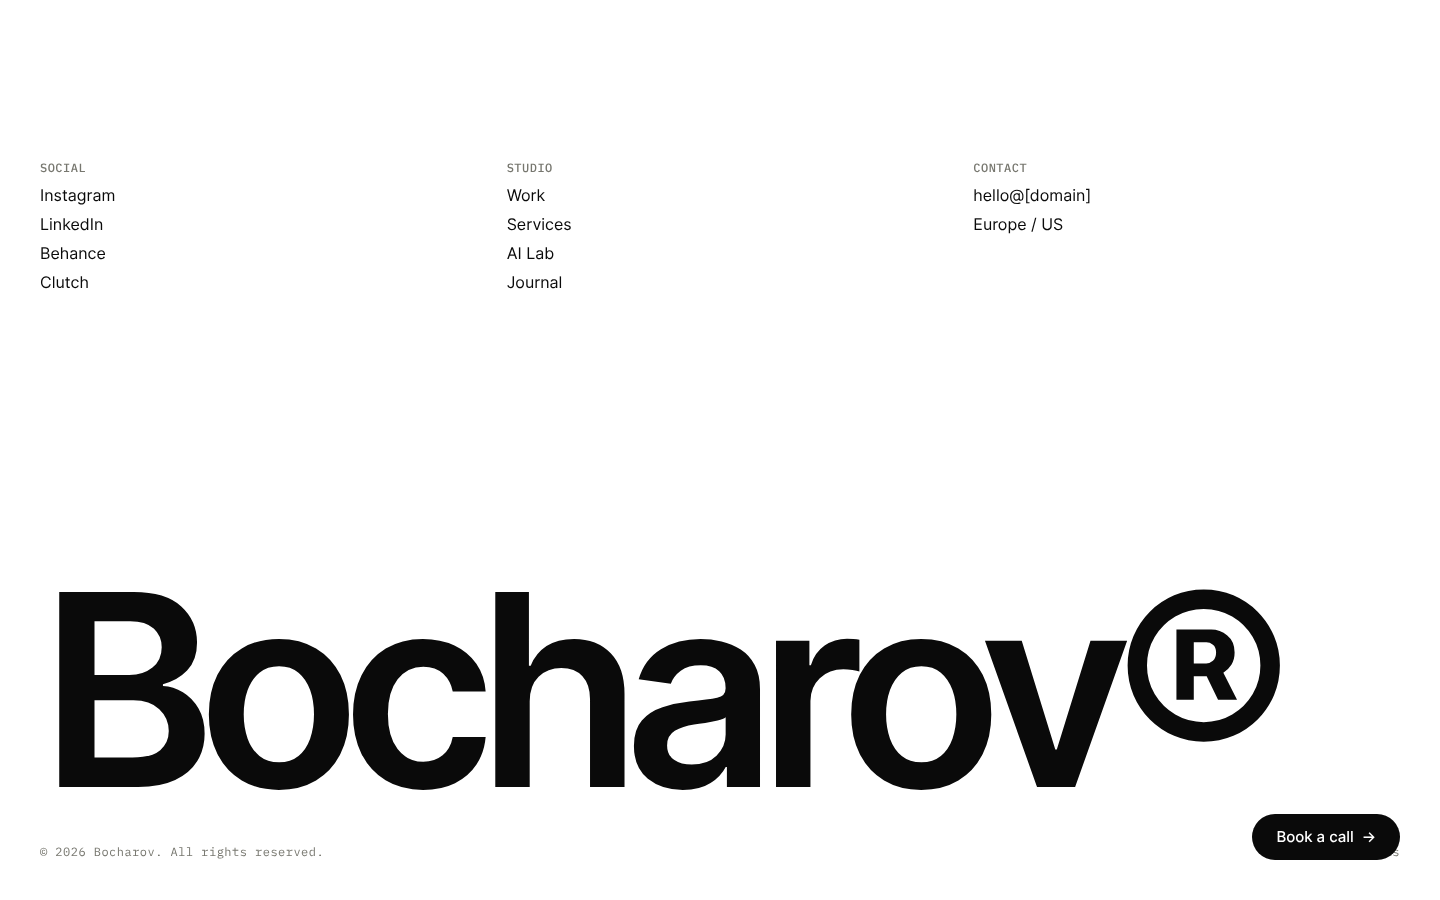 SOCIAL
Instagram
LinkedIn
Behance
Clutch
STUDIO
Work
Services
AI Lab
Journal
CONTACT
hello@[domain]
Europe / US
Bocharov®
Book a call →
© 2026 Bocharov. All rights reserved.